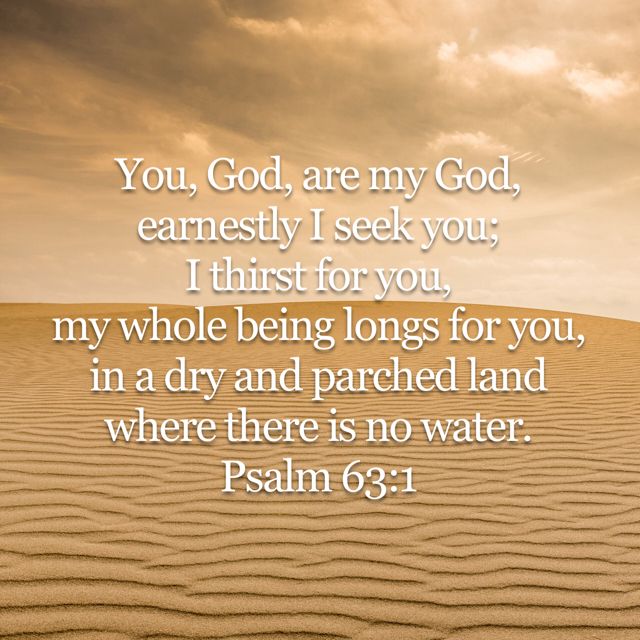 You, God, are my God,
earnestly I seek you;
I thirst for you,
my whole being longs for you,
in a dry and parched land
where there is no water.
Psalm 63:1